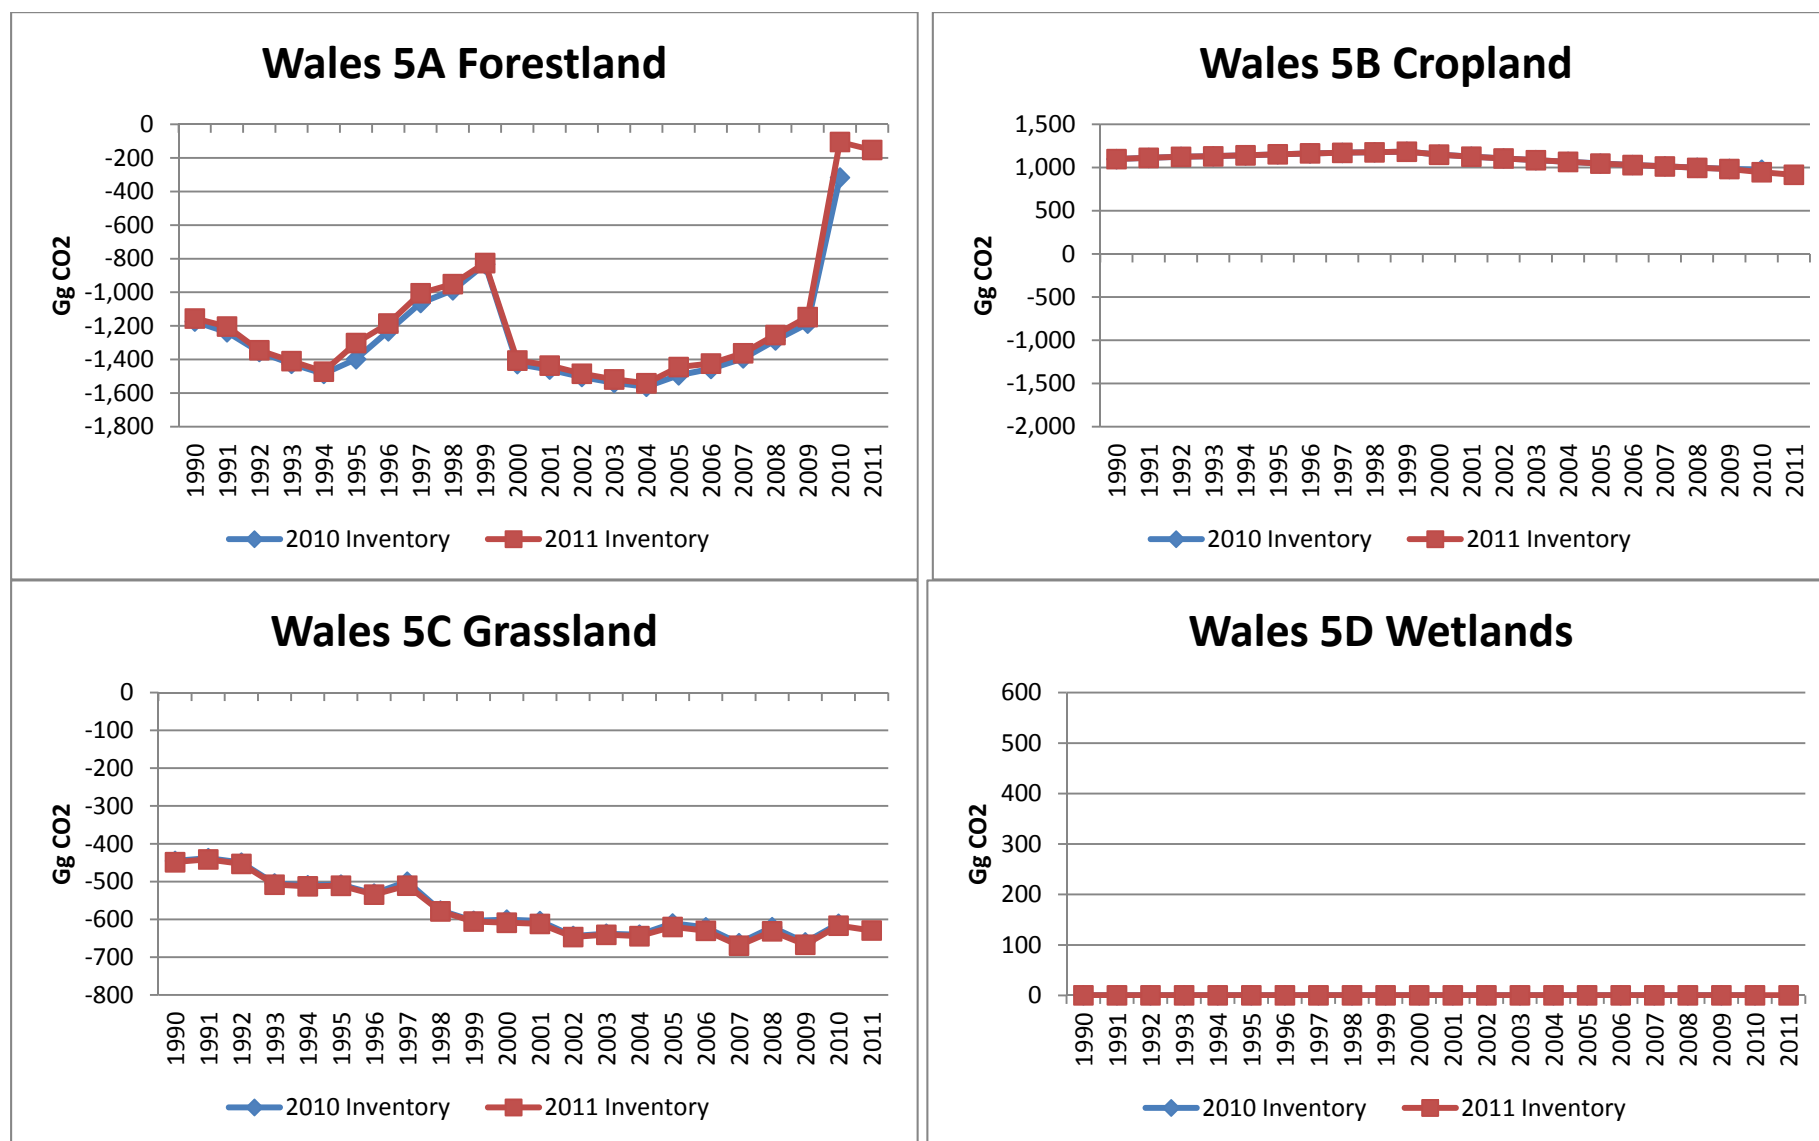 Wales 5A Forestland
0
-200
-400
-600
-800
-1,000
-1,200
-1,400
-1,600
-1,800
Gg CO2
1990 1991 1992 1993 1994 1995 1996 1997 1998 1999 2000 2001 2002 2003 2004 2005 2006 2007 2008 2009 2010 2011
2010 Inventory 2011 Inventory
Wales 5B Cropland
1,500
1,000
500
0
-500
-1,000
-1,500
-2,000
Gg CO2
1990 1991 1992 1993 1994 1995 1996 1997 1998 1999 2000 2001 2002 2003 2004 2005 2006 2007 2008 2009 2010 2011
2010 Inventory 2011 Inventory
Wales 5C Grassland
0
-100
-200
-300
-400
-500
-600
-700
-800
Gg CO2
1990 1991 1992 1993 1994 1995 1996 1997 1998 1999 2000 2001 2002 2003 2004 2005 2006 2007 2008 2009 2010 2011
2010 Inventory 2011 Inventory
Wales 5D Wetlands
600
500
400
300
200
100
0
Gg CO2
1990 1991 1992 1993 1994 1995 1996 1997 1998 1999 2000 2001 2002 2003 2004 2005 2006 2007 2008 2009 2010 2011
2010 Inventory 2011 Inventory